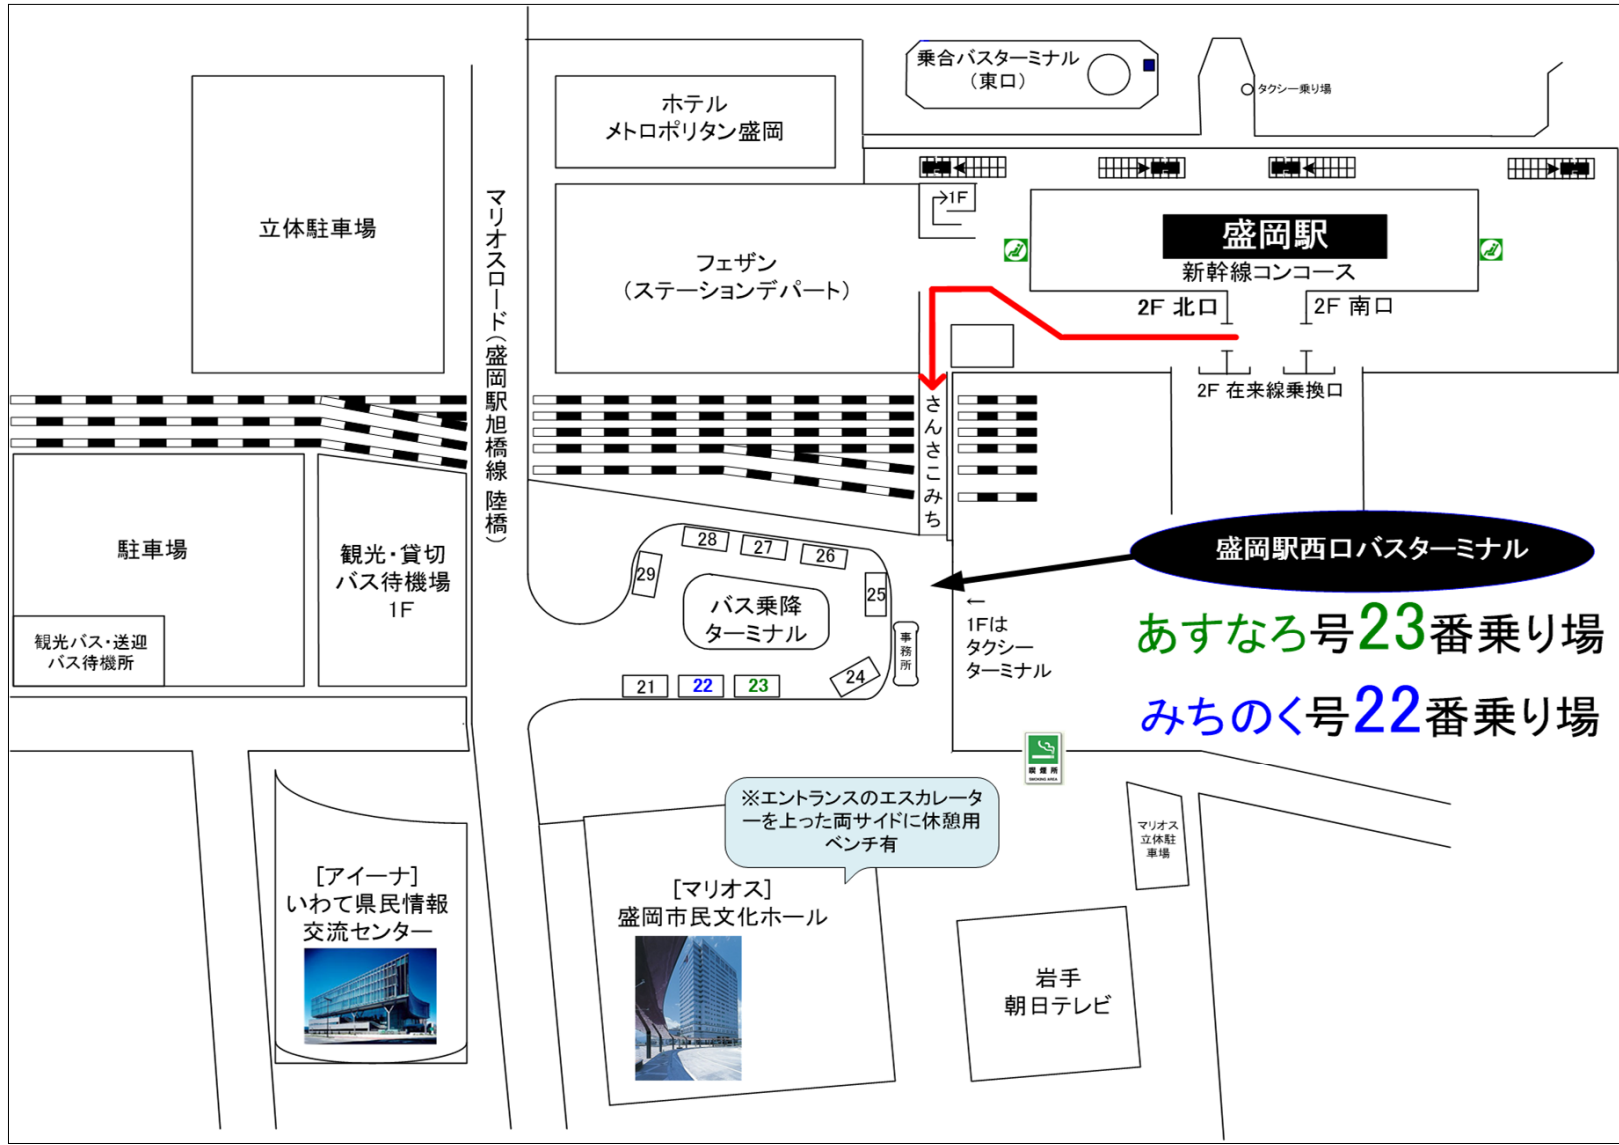 乗合バスターミナル
（東口）
タクシー乗り場
ホテル
メトロポリタン盛岡
立体駐車場
マリオスロード（盛岡駅旭橋線 陸橋）
フェザン
（ステーションデパート）
1F
盛岡駅
新幹線コンコース
2F 北口
2F 南口
2F 在来線乗換口
さんさこみち
駐車場
観光・貸切
バス待機場
1F
観光バス・送迎
バス待機所
28
27
26
29
25
バス乗降
ターミナル
事務所
24
21
22
23
←
1Fは
タクシー
ターミナル
盛岡駅西口バスターミナル
あすなろ号23番乗り場
みちのく号22番乗り場
喫煙所
SMOKING AREA
※エントランスのエスカレータ
ーを上った両サイドに休憩用
ベンチ有
マリオス
立体駐
車場
[アイーナ]
いわて県民情報
交流センター
[マリオス]
盛岡市民文化ホール
岩手
朝日テレビ